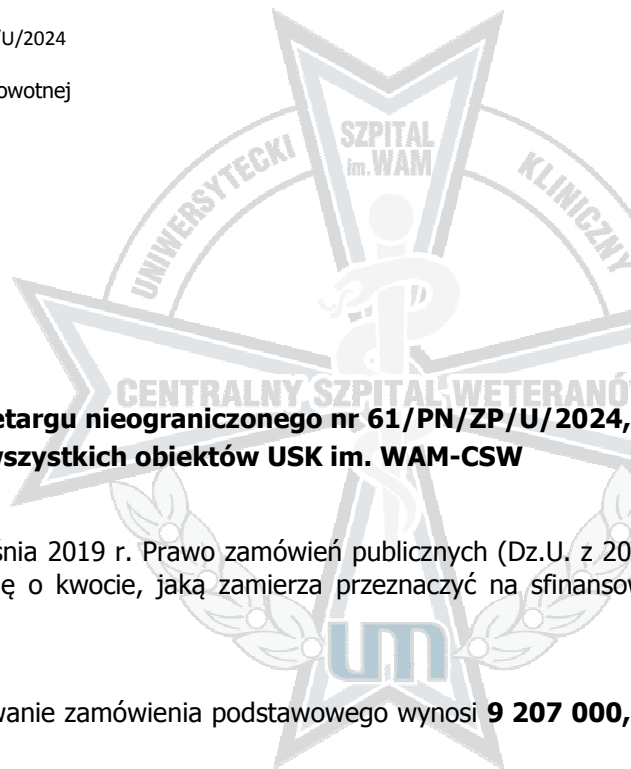 /U/2024
owotnej
SZPITAL
im. WAM
UNIWERSYTECKI
KLINICZNY
CENTRALNY SZPITAL WETERANÓ
etargu nieograniczonego nr 61/PN/ZP/U/2024,
wszystkich obiektów USK im. WAM-CSW
śnia 2019 r. Prawo zamówień publicznych (Dz.U. z 20
ę o kwocie, jaką zamierza przeznaczyć na sfinansow
um
wanie zamówienia podstawowego wynosi 9 207 000,